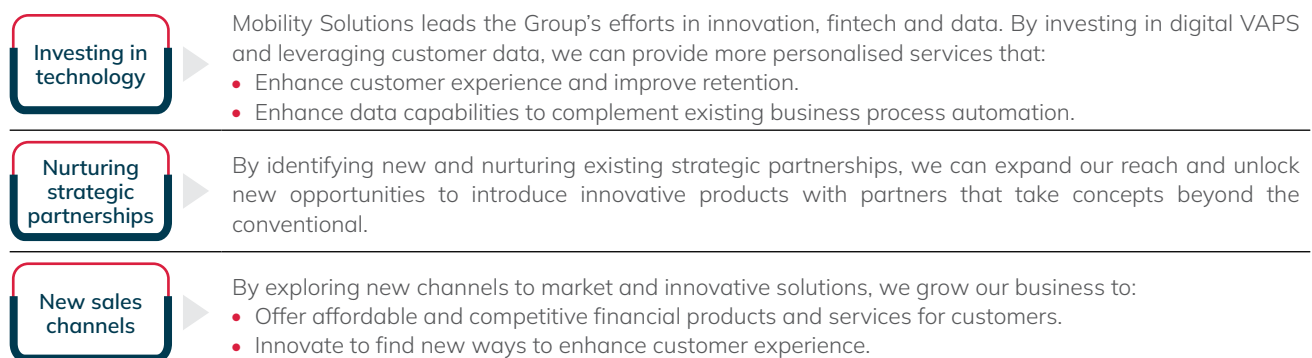 Investing in
technology
Mobility Solutions leads the Group’s efforts in innovation, fintech and data. By investing in digital VAPS
and leveraging customer data, we can provide more personalised services that:
• Enhance customer experience and improve retention.
• Enhance data capabilities to complement existing business process automation.
Nurturing
strategic
partnerships
By identifying new and nurturing existing strategic partnerships, we can expand our reach and unlock
new opportunities to introduce innovative products with partners that take concepts beyond the
conventional.
New sales
channels
By exploring new channels to market and innovative solutions, we grow our business to:
• Offer affordable and competitive financial products and services for customers.
• Innovate to find new ways to enhance customer experience.